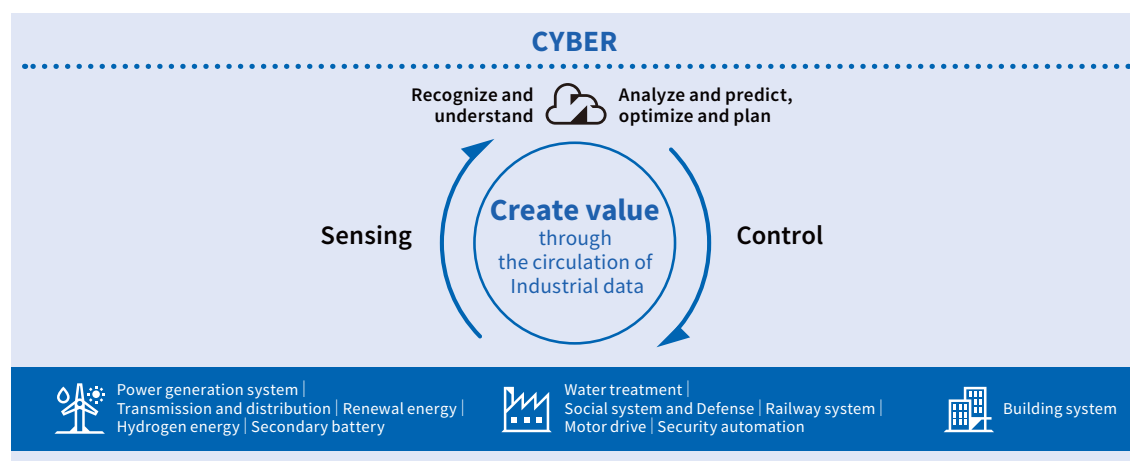 CYBER
Recognize and
understand
Analyze and predict,
optimize and plan
Sensing
Create value
through
the circulation of
Industrial data
Control
Power generation system |
Transmission and distribution | Renewal energy |
Hydrogen energy | Secondary battery
Water treatment |
Social system and Defense | Railway system |
Motor drive | Security automation
Building system